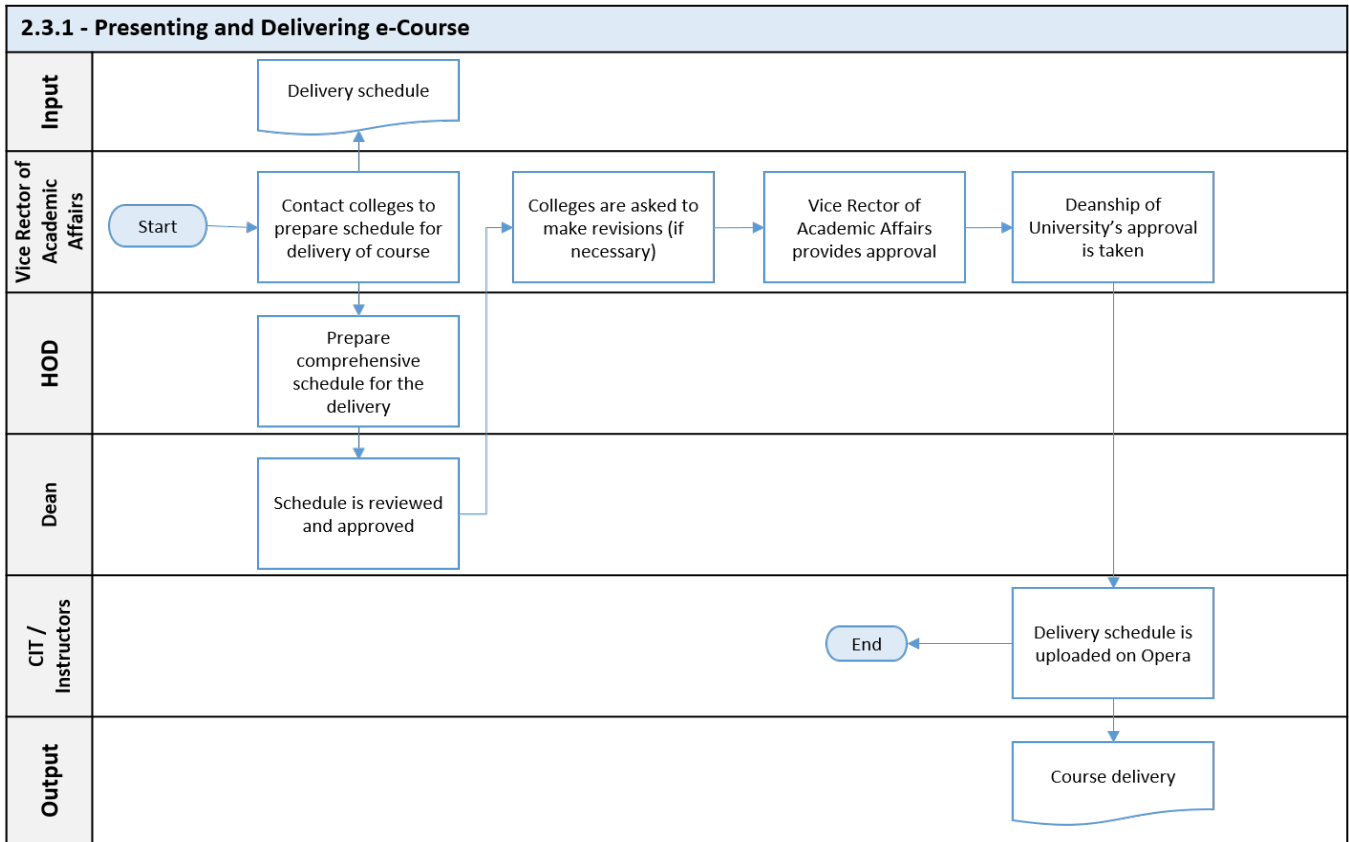 2.3.1 - Presenting and Delivering e-Course
Input
Delivery schedule
Vice Rector of
Academic
Affairs
Start
Contact colleges to
prepare schedule for
delivery of course
Colleges are asked to
make revisions (if
necessary)
Vice Rector of
Academic Affairs
provides approval
Deanship of
University’s approval
is taken
HOD
Prepare
comprehensive
schedule for the
delivery
Dean
Schedule is reviewed
and approved
CIT /
Instructors
End
Delivery schedule is
uploaded on Opera
Output
Course delivery